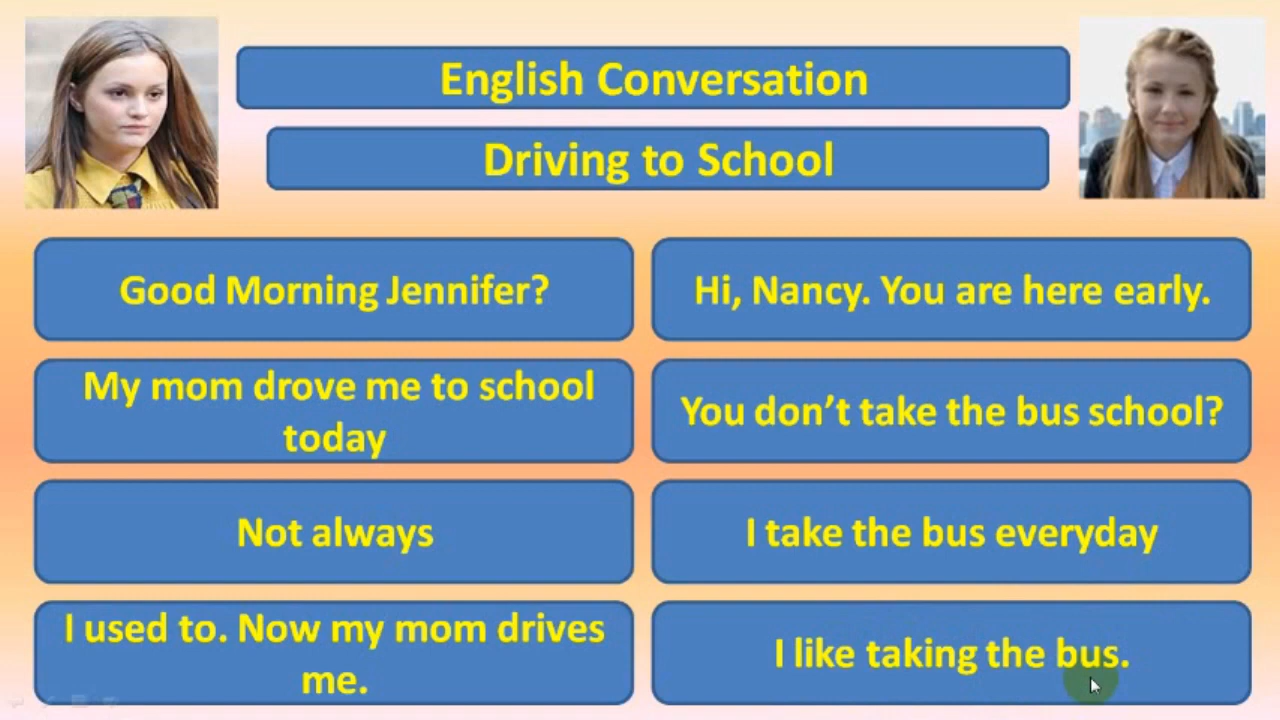 English Conversation
Driving to School
Good Morning Jennifer?
Hi, Nancy. You are here early.
My mom drove me to school
today
You don’t take the bus school?
Not always
I take the bus everyday
I used to. Now my mom drives
me.
I like taking the bus.